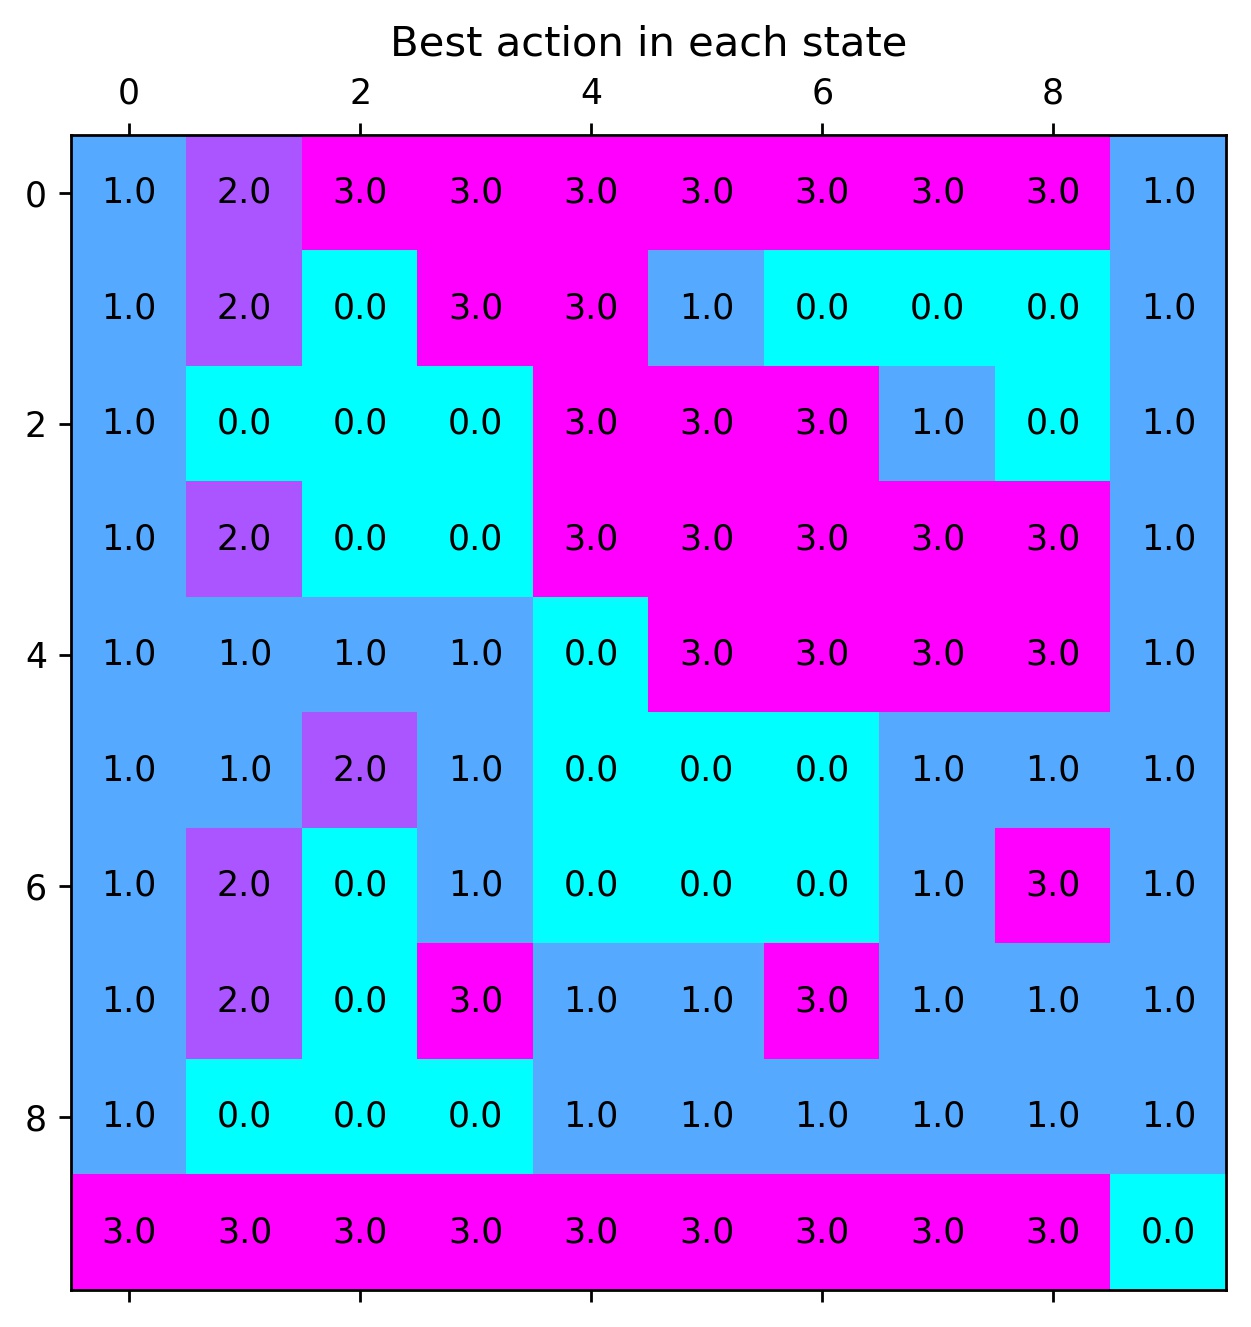 Best action in each state
0 2 4 6 8
0 1.0 2.0 3.0 3.0 3.0 3.0 3.0 3.0 3.0 1.0
1.0 2.0 0.0 3.0 3.0 1.0 0.0 0.0 0.0 1.0
2 1.0 0.0 0.0 0.0 3.0 3.0 3.0 1.0 0.0 1.0
1.0 2.0 0.0 0.0 3.0 3.0 3.0 3.0 3.0 1.0
4 1.0 1.0 1.0 1.0 0.0 3.0 3.0 3.0 3.0 1.0
1.0 1.0 2.0 1.0 0.0 0.0 0.0 1.0 1.0 1.0
6 1.0 2.0 0.0 1.0 0.0 0.0 0.0 1.0 3.0 1.0
1.0 2.0 0.0 3.0 1.0 1.0 3.0 1.0 1.0 1.0
8 1.0 0.0 0.0 0.0 1.0 1.0 1.0 1.0 1.0 1.0
3.0 3.0 3.0 3.0 3.0 3.0 3.0 3.0 3.0 0.0